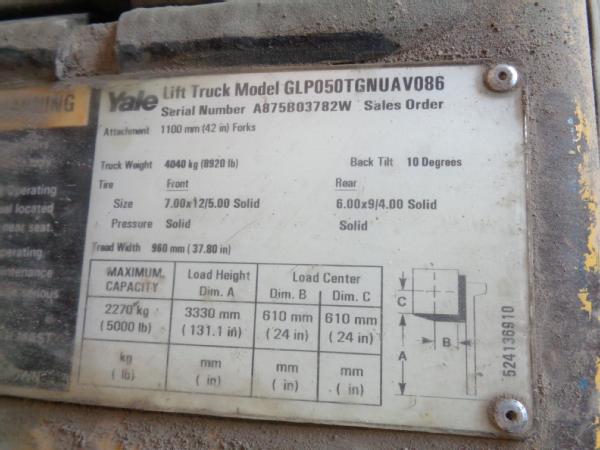 WARNING
Operating
located
near seat.
perating
ntenance
Yale Lift Truck Model GLP050TGNUAV086
Serial Number A875B03782W Sales Order
Attachment 1100 mm (42 in) Forks
Truck Weight 4040 kg (8920 lb) Back Tilt 10 Degrees
Tire Front Rear
Size 7.00x12/5.00 Solid 6.00x9/4.00 Solid
Pressure Solid Solid
Tread Width 960 mm (37.80 in)
MAXIMUM CAPACITY Load Height Dim. A Load Center Dim. B Dim. C
2270 kg 3330 mm 610 mm 610 mm
(5000 lb) (131.1 in) (24 in) (24 in)
kg mm mm mm
( lb) ( in) ( in) ( in)
C
B
A
524136910